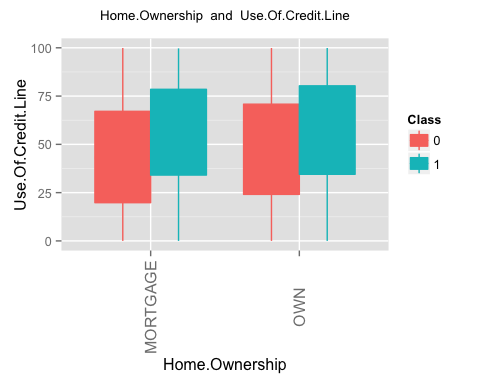 Home.Ownership and Use.Of.Credit.Line
Use.Of.Credit.Line
100
75
50
25
0
MORTGAGE
OWN
Home.Ownership
Class
0
1